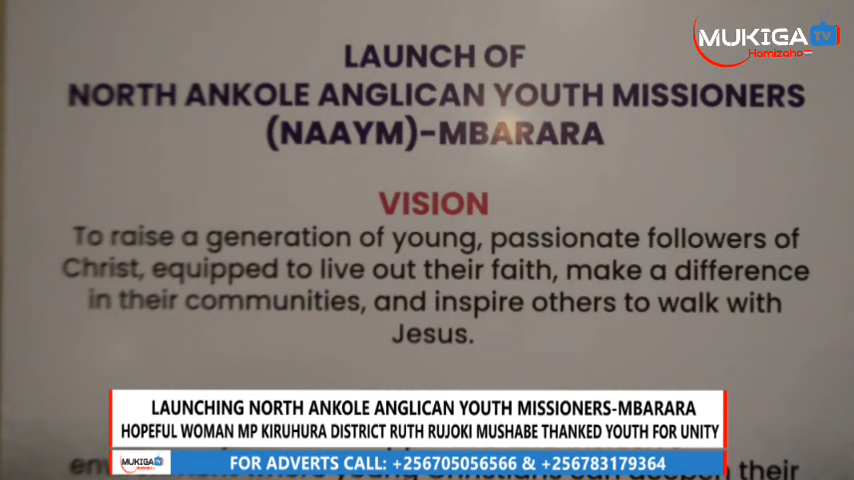 MUKIGA TV
Hamizaho
LAUNCH OF
NORTH ANKOLE ANGLICAN YOUTH MISSIONERS
(NAAYM)-MBARARA
VISION
To raise a generation of young, passionate followers of
Christ, equipped to live out their faith, make a difference
in their communities, and inspire others to walk with
Jesus.
LAUNCHING NORTH ANKOLE ANGLICAN YOUTH MISSIONERS-MBARARA
HOPEFUL WOMAN MP KIRUHURA DISTRICT RUTH RUJOKI MUSHABE THANKED YOUTH FOR UNITY
MUKIGA TV
FOR ADVERTS CALL: +256705056566 & +256783179364
their